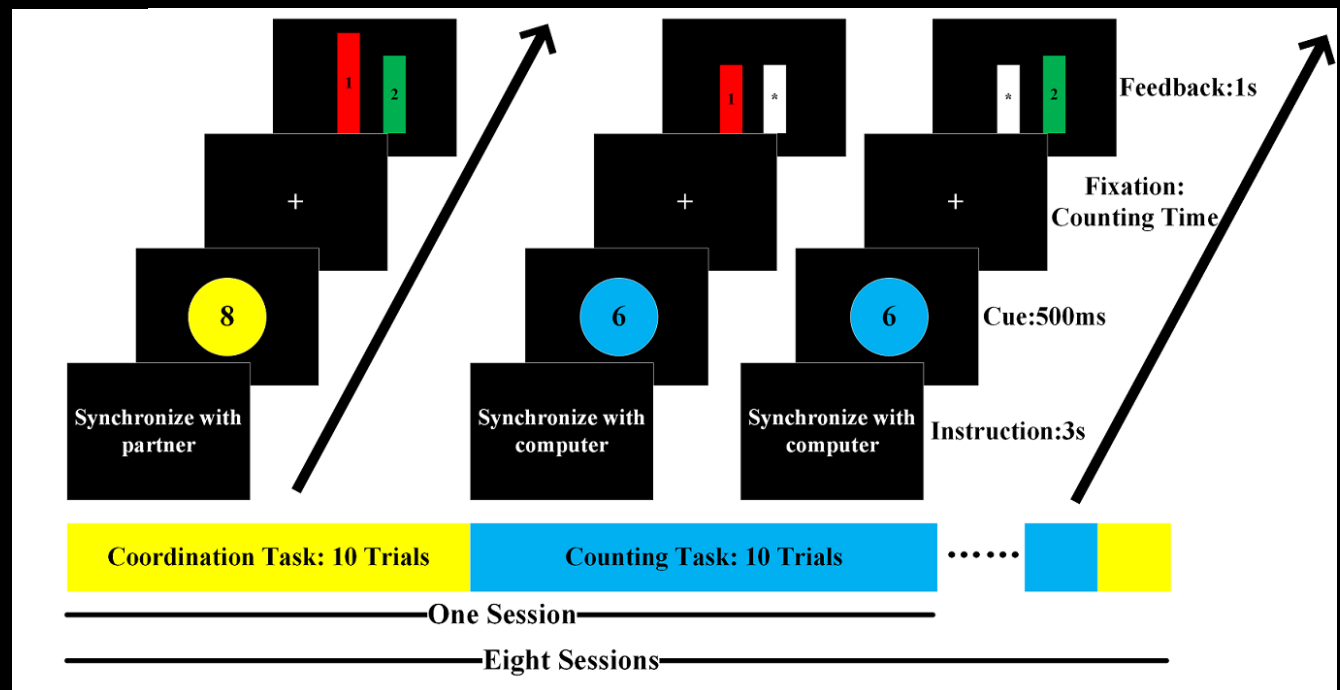 1
2
1
*
*
2
Feedback:1s
+
+
+
Fixation:
Counting Time
8
6
6
Cue:500ms
Synchronize with
partner
Synchronize with
computer
Synchronize with
computer
Instruction:3s
Coordination Task: 10 Trials
Counting Task: 10 Trials
······
One Session
Eight Sessions